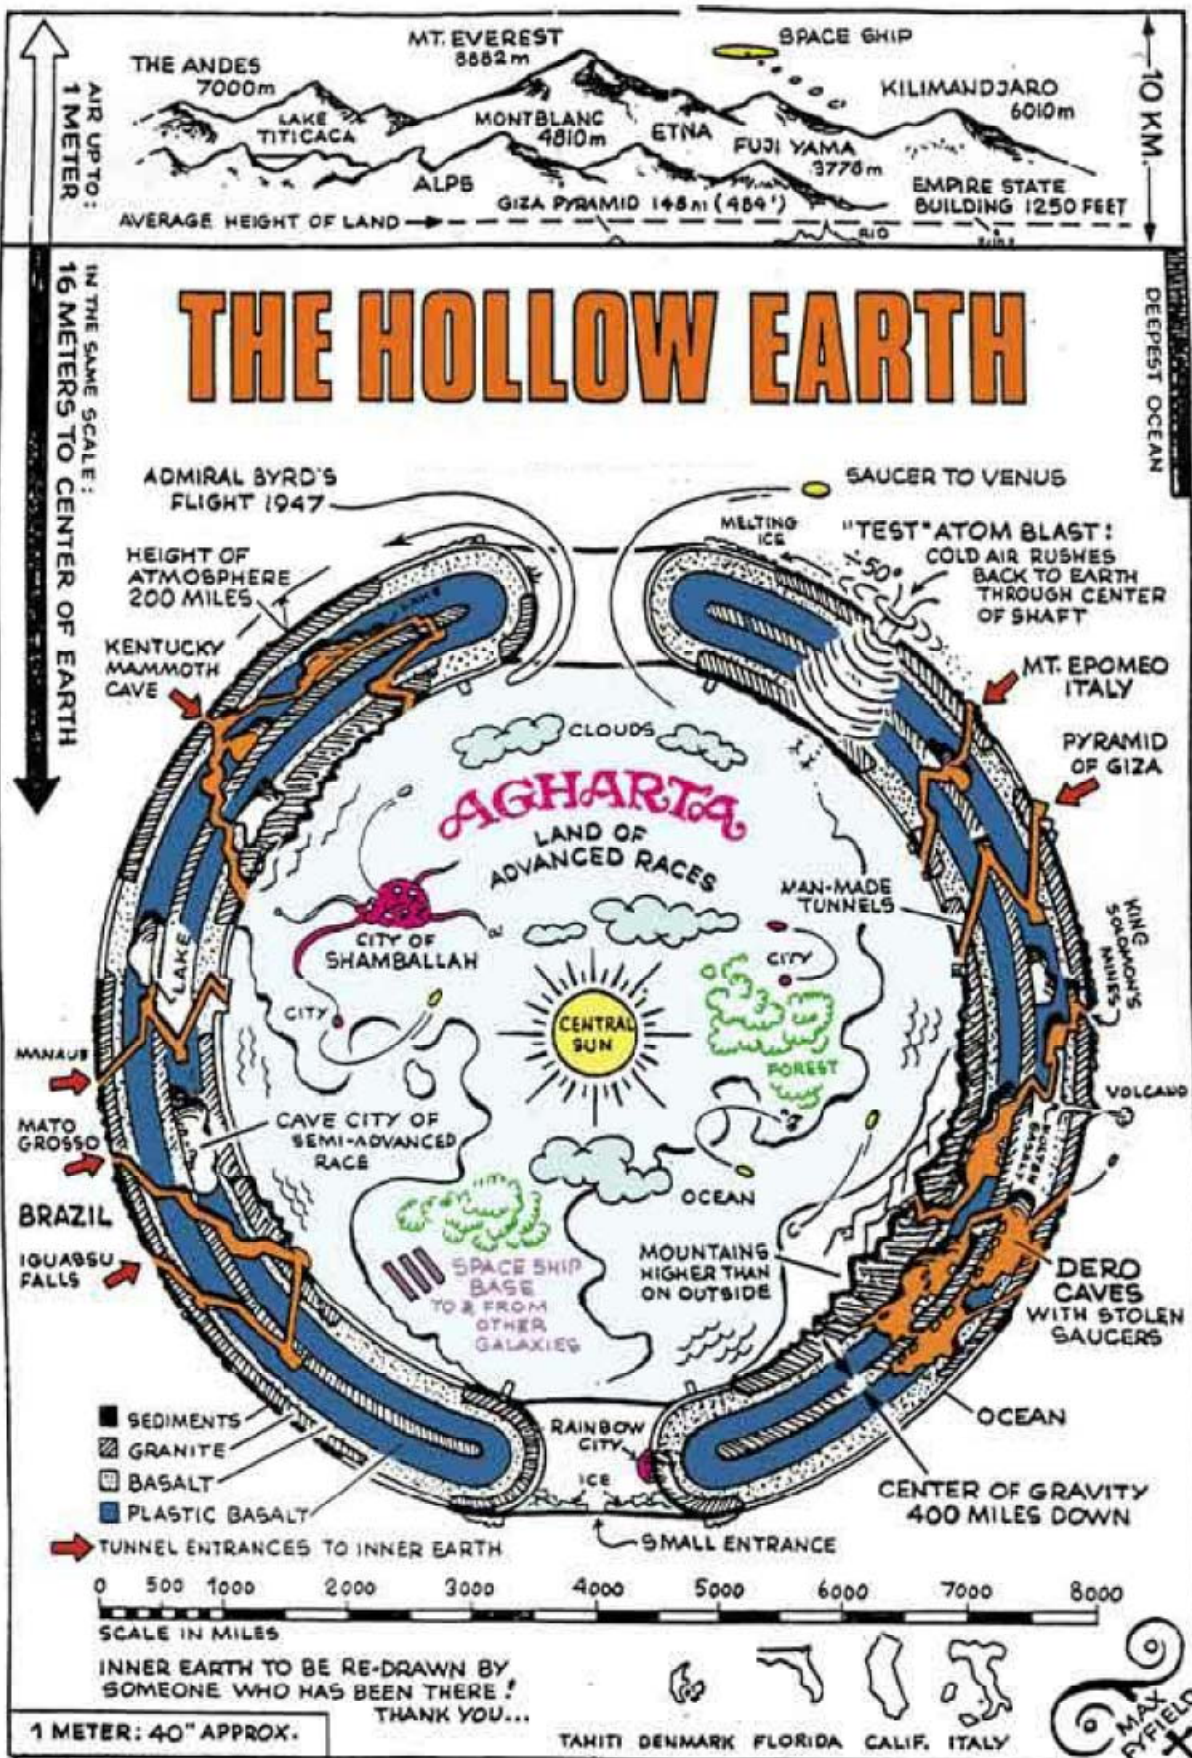 MT. EVEREST
8882m
SPACE SHIP
THE ANDES
7000m
KILIMANDJARO
6010m
LAKE
TITICACA
MONTBLANC
4810m
ETNA
FUJI YAMA
3776m
ALPS
GIZA PYRAMID 148m (484')
EMPIRE STATE
BUILDING 1250 FEET
AVERAGE HEIGHT OF LAND
RIO
AIR UP TO:
1 METER
10 KM.
IN THE SAME SCALE:
16 METERS TO CENTER OF EARTH
DEEPEST OCEAN
THE HOLLOW EARTH
ADMIRAL BYRD'S
FLIGHT 1947
SAUCER TO VENUS
MELTING
ICE
"TEST" ATOM BLAST:
COLD AIR RUSHES
BACK TO EARTH
THROUGH CENTER
OF SHAFT
÷50°
HEIGHT OF
ATMOSPHERE
200 MILES
LAKE
KENTUCKY
MAMMOTH
CAVE
MT. EPOMEO
ITALY
PYRAMID
OF GIZA
CLOUDS
AGHARTA
LAND OF
ADVANCED RACES
MAN-MADE
TUNNELS
KING
SOLOMON'S
MINES
CITY OF
SHAMBALLAH
CITY
LAKE
CITY
CENTRAL
SUN
FOREST
MANAUS
MATO
GROSSO
VOLCANO
CAVE CITY OF
SEMI-ADVANCED
RACE
BASALT
BRAZIL
IGUASSU
FALLS
OCEAN
SPACE SHIP
BASE
TO & FROM
OTHER
GALAXIES
MOUNTAINS
HIGHER THAN
ON OUTSIDE
DERO
CAVES
WITH STOLEN
SAUCERS
OCEAN
RAINBOW
CITY
ICE
SMALL ENTRANCE
CENTER OF GRAVITY
400 MILES DOWN
SEDIMENTS
GRANITE
BASALT
PLASTIC BASALT
TUNNEL ENTRANCES TO INNER EARTH
0 500 1000 2000 3000 4000 5000 6000 7000 8000
SCALE IN MILES
INNER EARTH TO BE RE-DRAWN BY
SOMEONE WHO HAS BEEN THERE!
THANK YOU...
1 METER: 40" APPROX.
TAHITI DENMARK FLORIDA CALIF. ITALY
MAX
FYFIELD